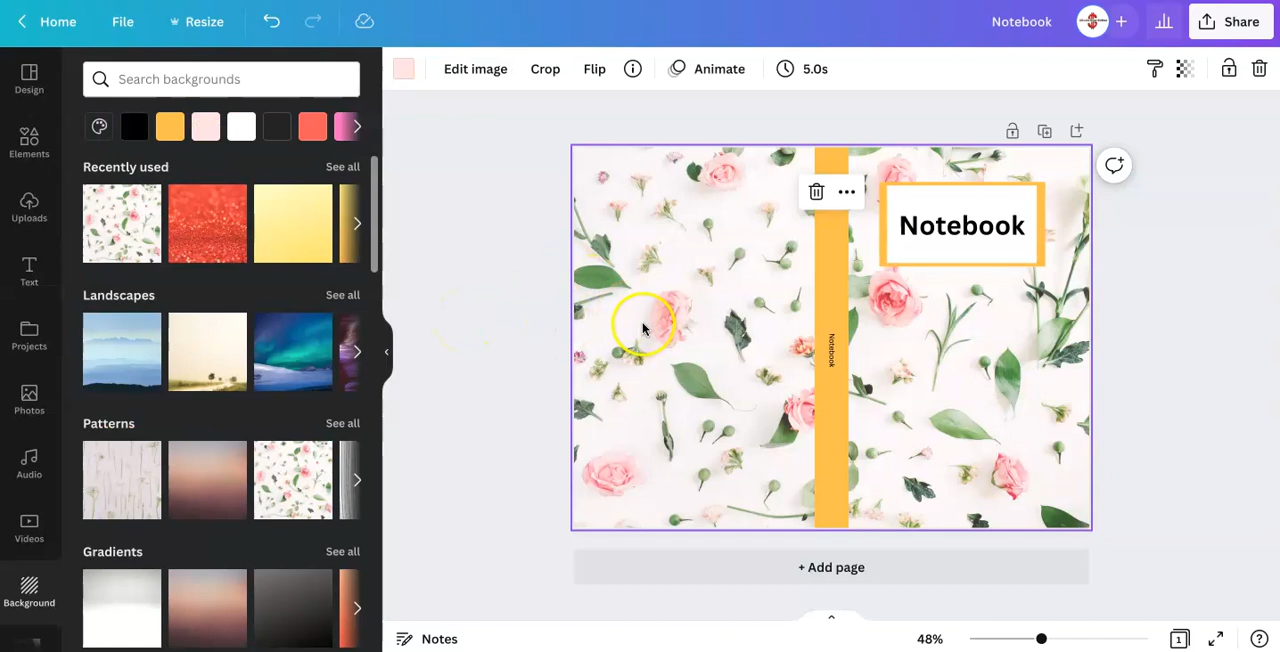 Home File Resize Notebook + Share
Search backgrounds
Edit image Crop Flip Animate 5.0s
Design
Elements
Uploads
Text
Projects
Photos
Audio
Videos
Background
Recently used See all
Landscapes See all
Patterns See all
Gradients See all
Notebook
Notebook
+ Add page
Notes 48% 1 ?